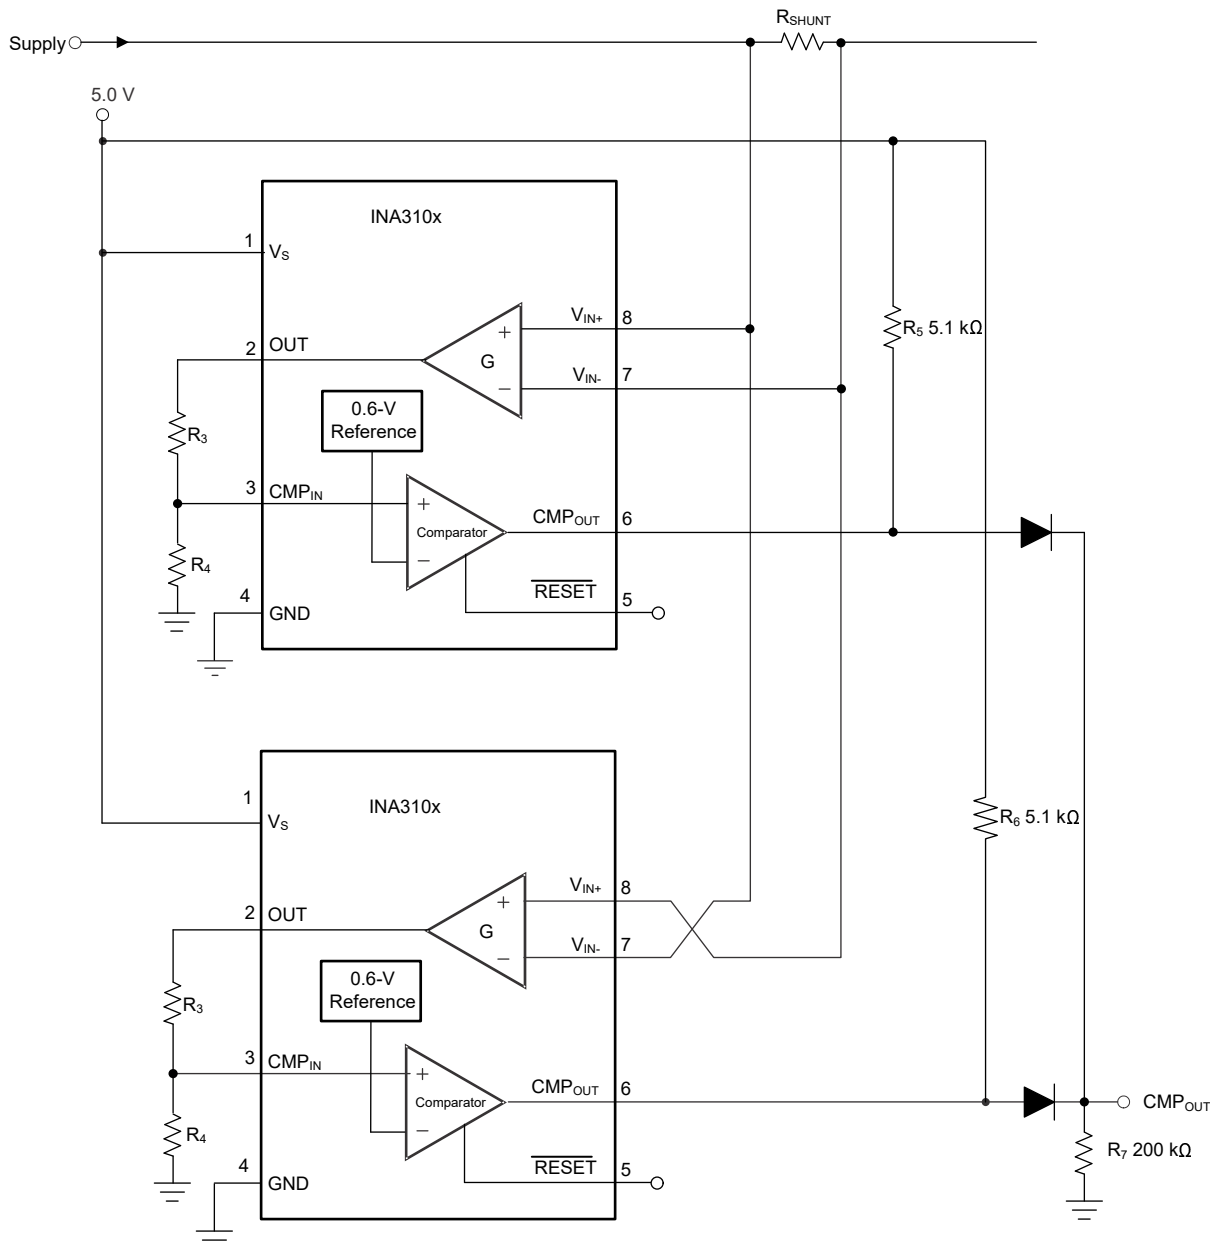 R_SHUNT
Supply
5.0 V
INA310x
1
V_S
V_IN+
8
OUT
2
G
+
−
V_IN-
7
R_5 5.1 kΩ
0.6-V
Reference
R_3
3
CMP_IN
+
Comparator
−
CMP_OUT
6
R_4
RESET
5
4
GND
INA310x
1
V_S
R_6 5.1 kΩ
V_IN+
8
2
OUT
+
G
−
V_IN-
7
0.6-V
Reference
R_3
3
CMP_IN
+
Comparator
−
CMP_OUT
6
CMP_OUT
R_4
R_7 200 kΩ
RESET
5
4
GND